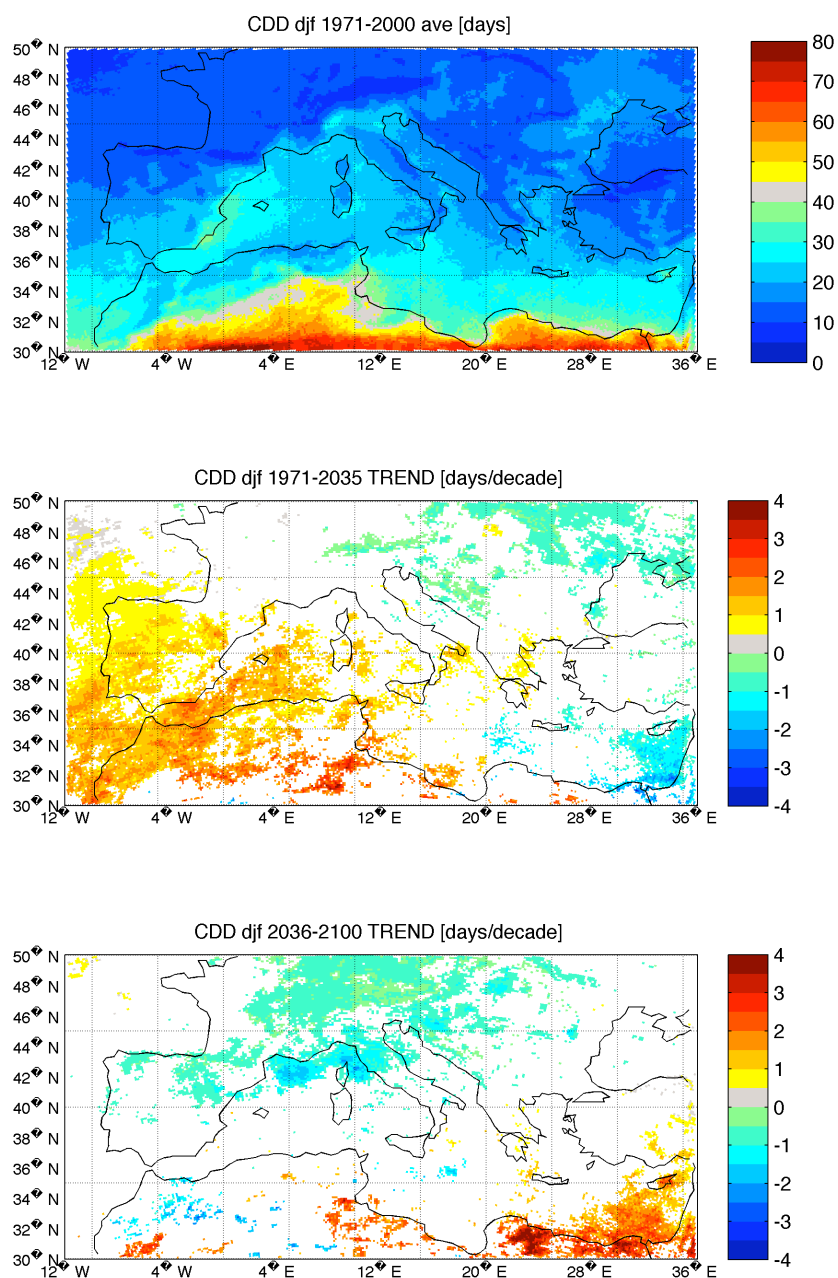 CDD djf 1971-2000 ave [days]
50� N
48� N
46� N
44� N
42� N
40� N
38� N
36� N
34� N
32� N
30� N
12� W
4� W
4� E
12� E
20� E
28� E
36� E
80
70
60
50
40
30
20
10
0
CDD djf 1971-2035 TREND [days/decade]
50� N
48� N
46� N
44� N
42� N
40� N
38� N
36� N
34� N
32� N
30� N
12� W
4� W
4� E
12� E
20� E
28� E
36� E
4
3
2
1
0
-1
-2
-3
-4
CDD djf 2036-2100 TREND [days/decade]
50� N
48� N
46� N
44� N
42� N
40� N
38� N
36� N
34� N
32� N
30� N
12� W
4� W
4� E
12� E
20� E
28� E
36� E
4
3
2
1
0
-1
-2
-3
-4